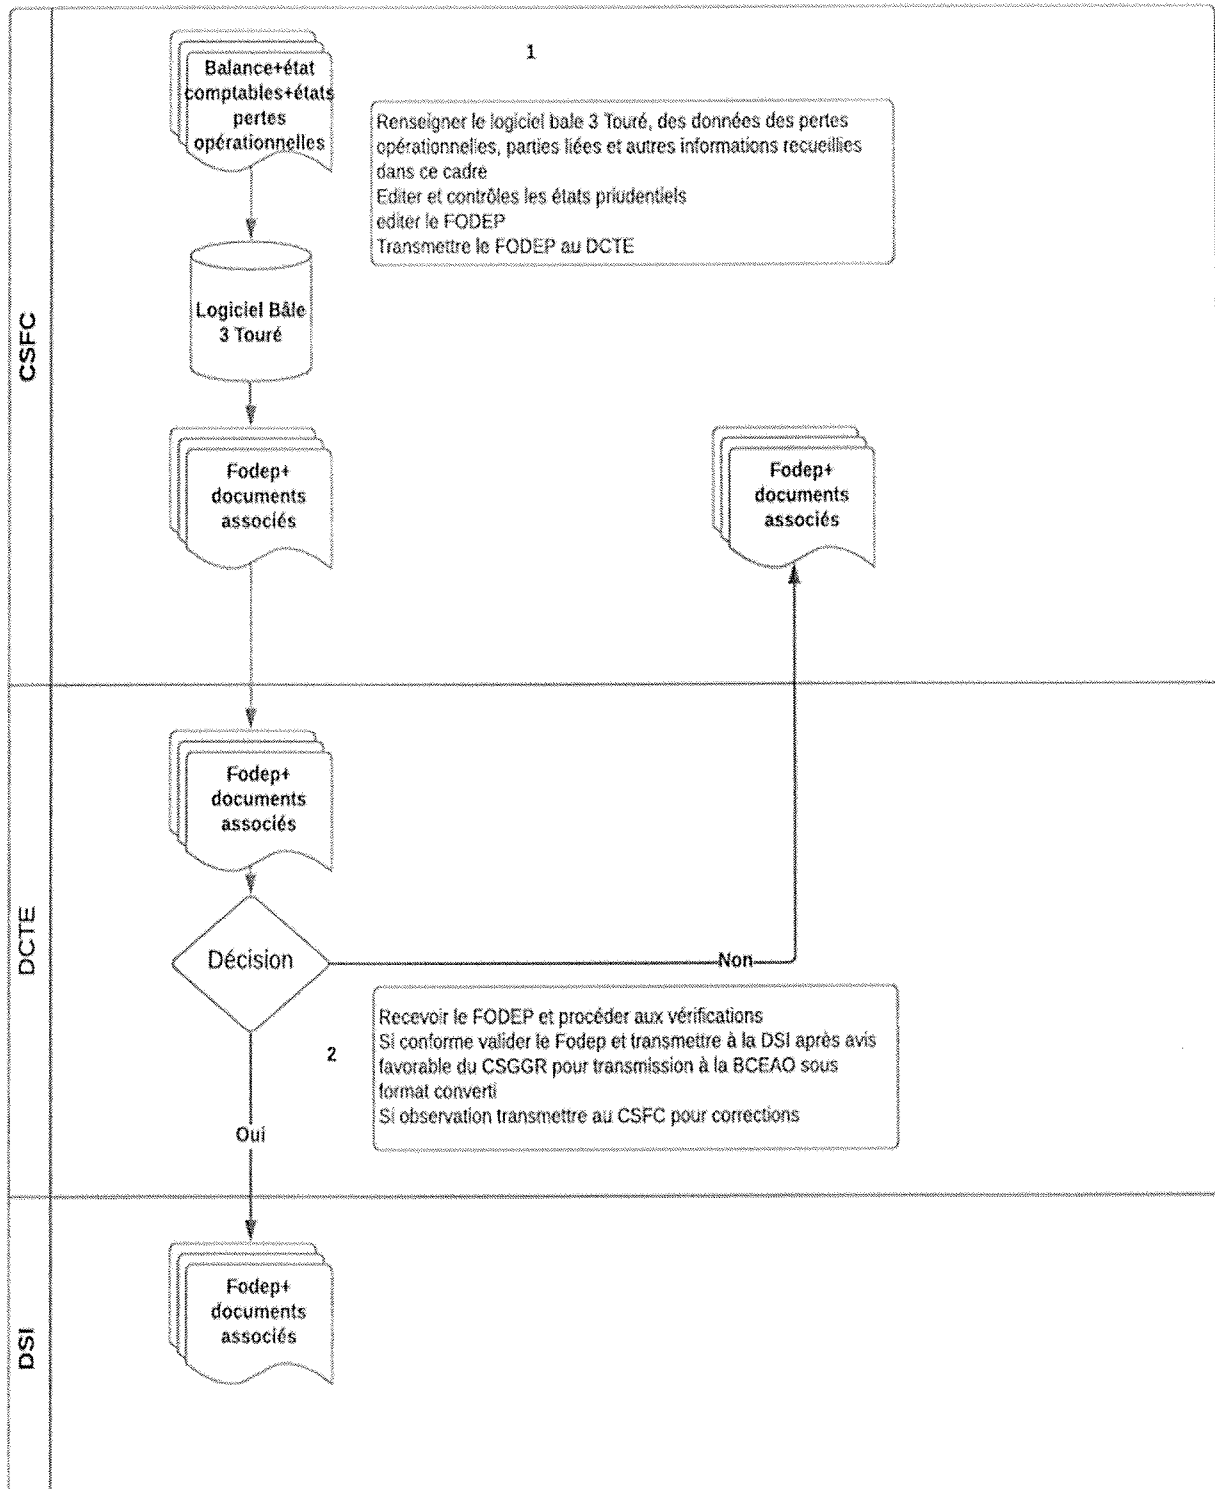 1
Balance+état
comptables+états
pertes
opérationnelles
Renseigner le logiciel bale 3 Touré, des données des pertes
opérationnelles, parties liées et autres informations recueillies
dans ce cadre
Editer et contrôles les états priudentiels
editer le FODEP
Transmettre le FODEP au DCTE
CSFC
Logiciel Bâle
3 Touré
Fodep+
documents
associés
Fodep+
documents
associés
DCTE
Fodep+
documents
associés
Décision
Non
2
Recevoir le FODEP et procéder aux vérifications
Si conforme valider le Fodep et transmettre à la DSI après avis
favorable du CSGGR pour transmission à la BCEAO sous
format converti
Si observation transmettre au CSFC pour corrections
Oui
DSI
Fodep+
documents
associés